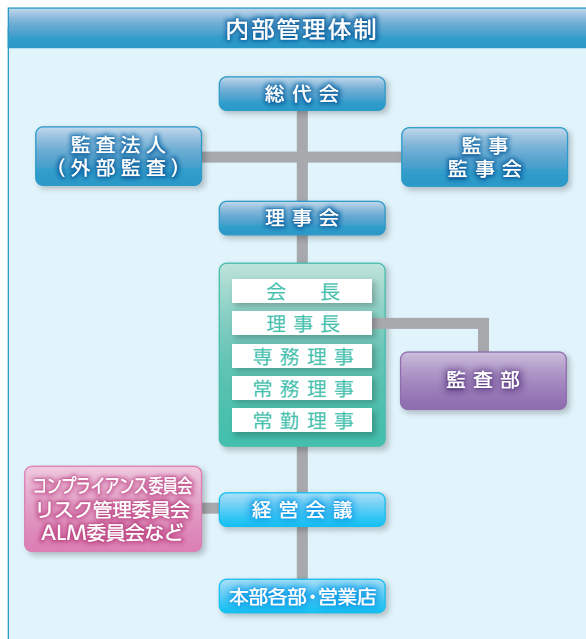 内部管理体制
総代会
監査法人
（外部監査）
監事
監事会
理事会
会長
理事長
専務理事
常務理事
常勤理事
監査部
コンプライアンス委員会
リスク管理委員会
ALM委員会など
経営会議
本部各部・営業店